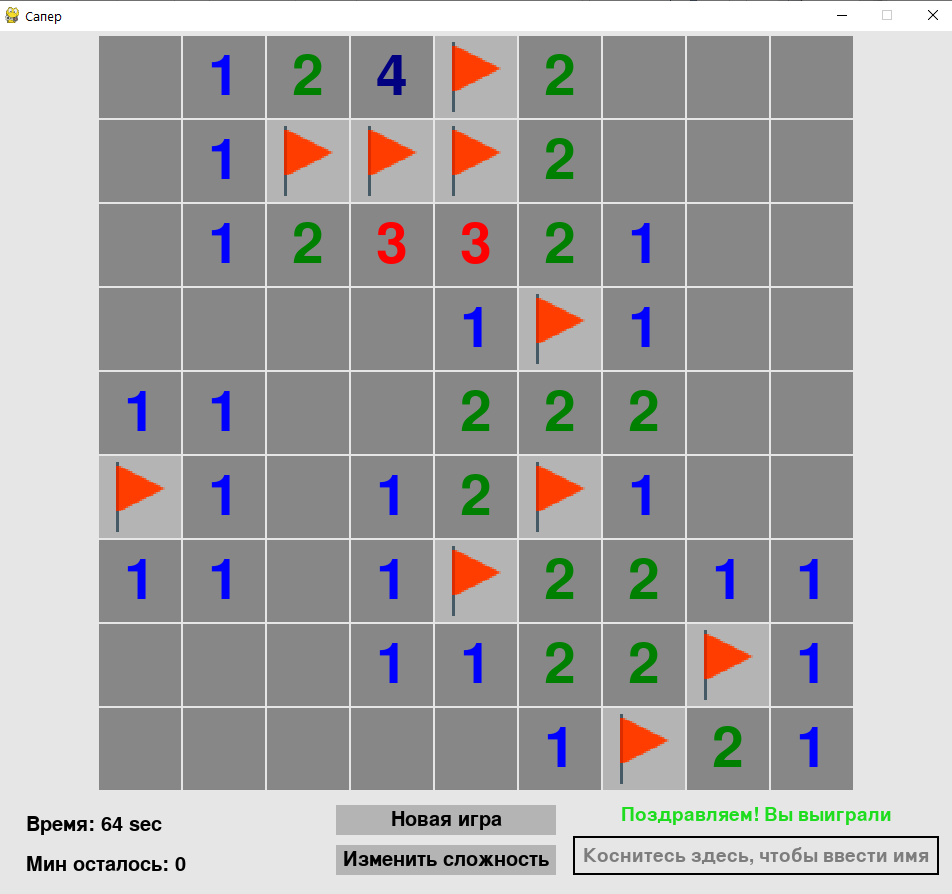 Сапер
1 2 4 2
1 2
1 2 3 3 2 1
1 1
1 1 2 2 2
1 1 2 1
1 1 1 2 2 1 1
1 1 2 2 1
1 2 1
Время: 64 sec
Мин осталось: 0
Новая игра
Изменить сложность
Поздравляем! Вы выиграли
Коснитесь здесь, чтобы ввести имя